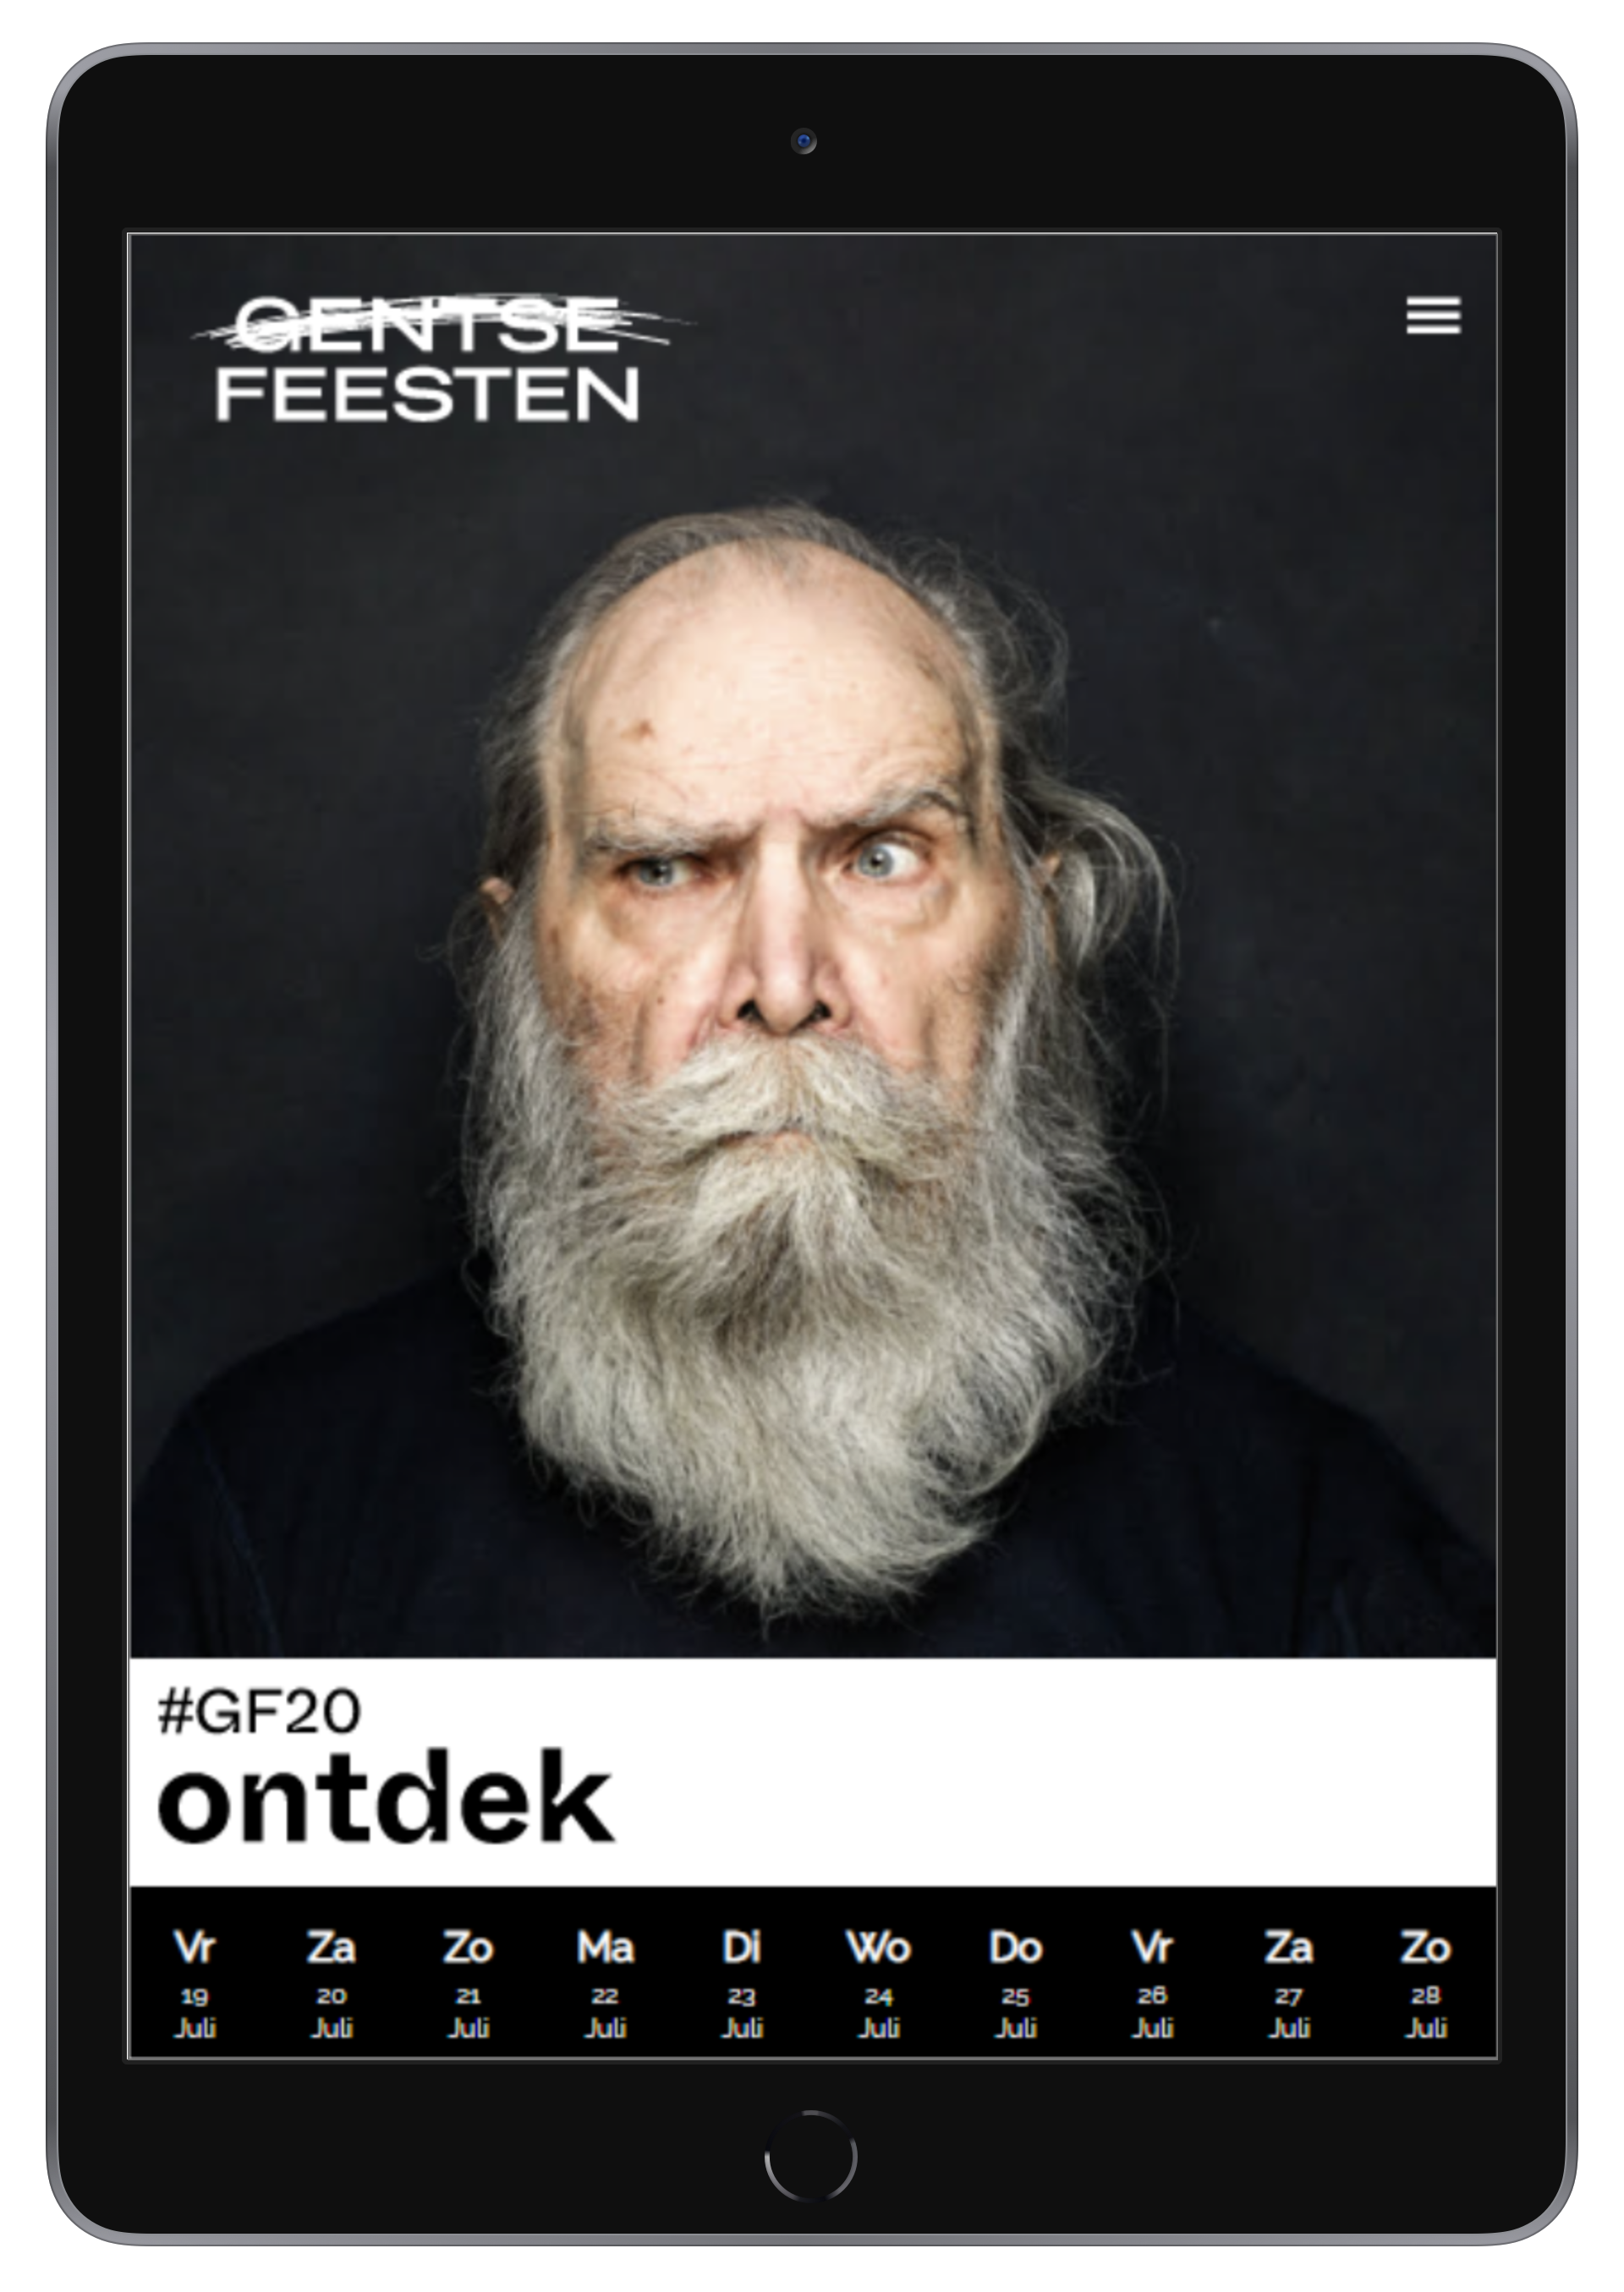 GENTSE
FEESTEN
#GF20
ontdek
Vr Za Zo Ma Di Wo Do Vr Za Zo
19 20 21 22 23 24 25 26 27 28
Juli Juli Juli Juli Juli Juli Juli Juli Juli Juli